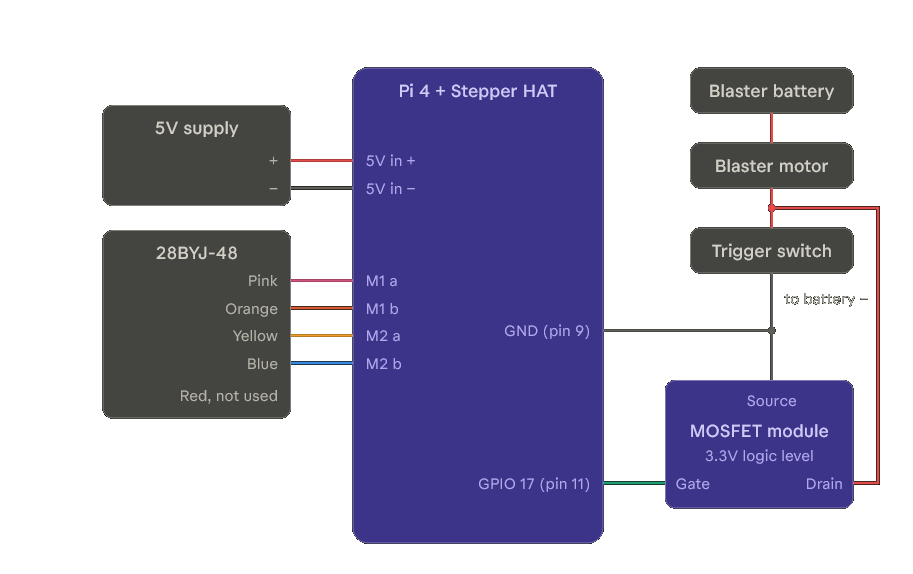 5V supply
+
−
28BYJ-48
Pink
Orange
Yellow
Blue
Red, not used
Pi 4 + Stepper HAT
5V in +
5V in −
M1 a
M1 b
M2 a
M2 b
GND (pin 9)
GPIO 17 (pin 11)
Blaster battery
Blaster motor
Trigger switch
to battery −
Source
MOSFET module
3.3V logic level
Gate
Drain